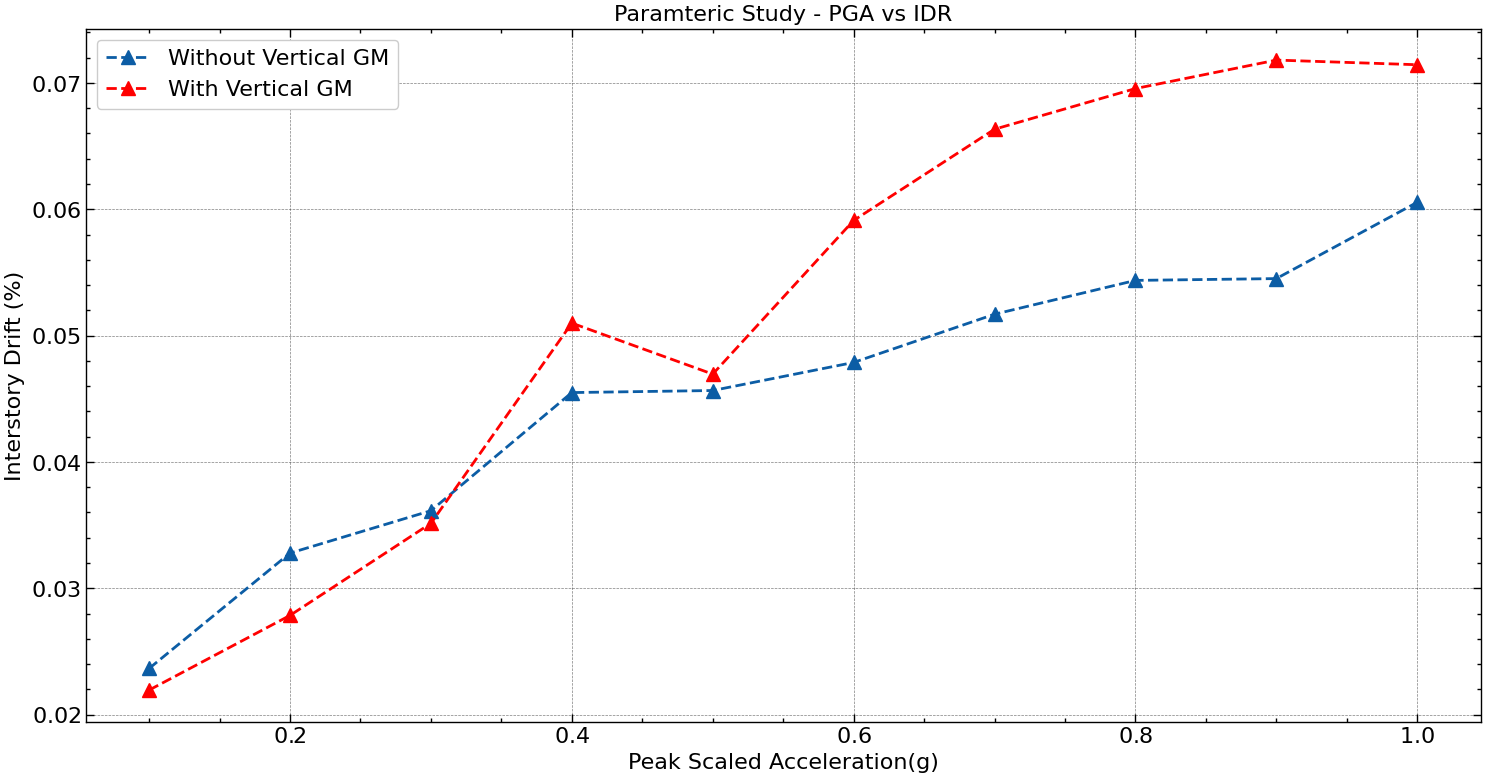 Paramteric Study - PGA vs IDR
Without Vertical GM
With Vertical GM
0.07
0.06
0.05
0.04
0.03
0.02
Interstory Drift (%)
0.2 0.4 0.6 0.8 1.0
Peak Scaled Acceleration(g)